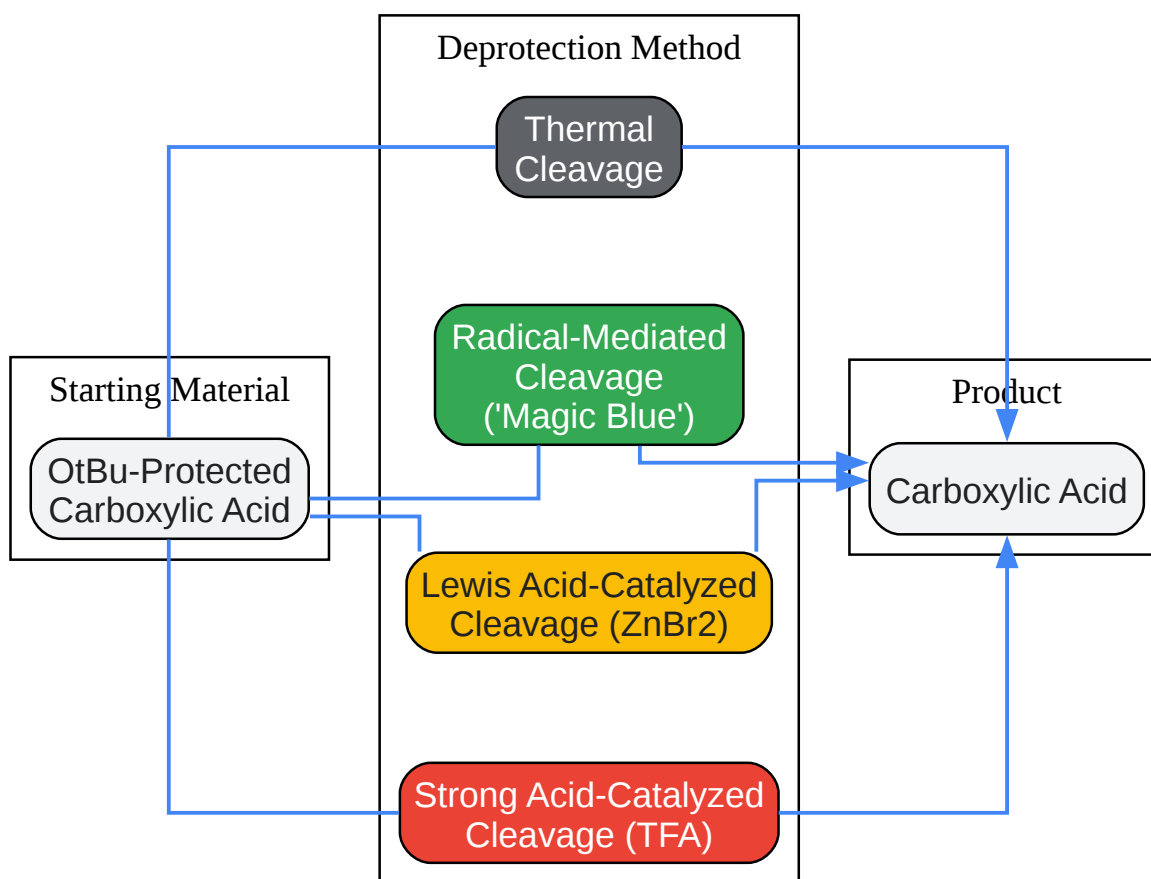 Deprotection Method
Thermal
Cleavage
Radical-Mediated
Cleavage
('Magic Blue')
Starting Material
OtBu-Protected
Carboxylic Acid
Product
Carboxylic Acid
Lewis Acid-Catalyzed
Cleavage (ZnBr2)
Strong Acid-Catalyzed
Cleavage (TFA)